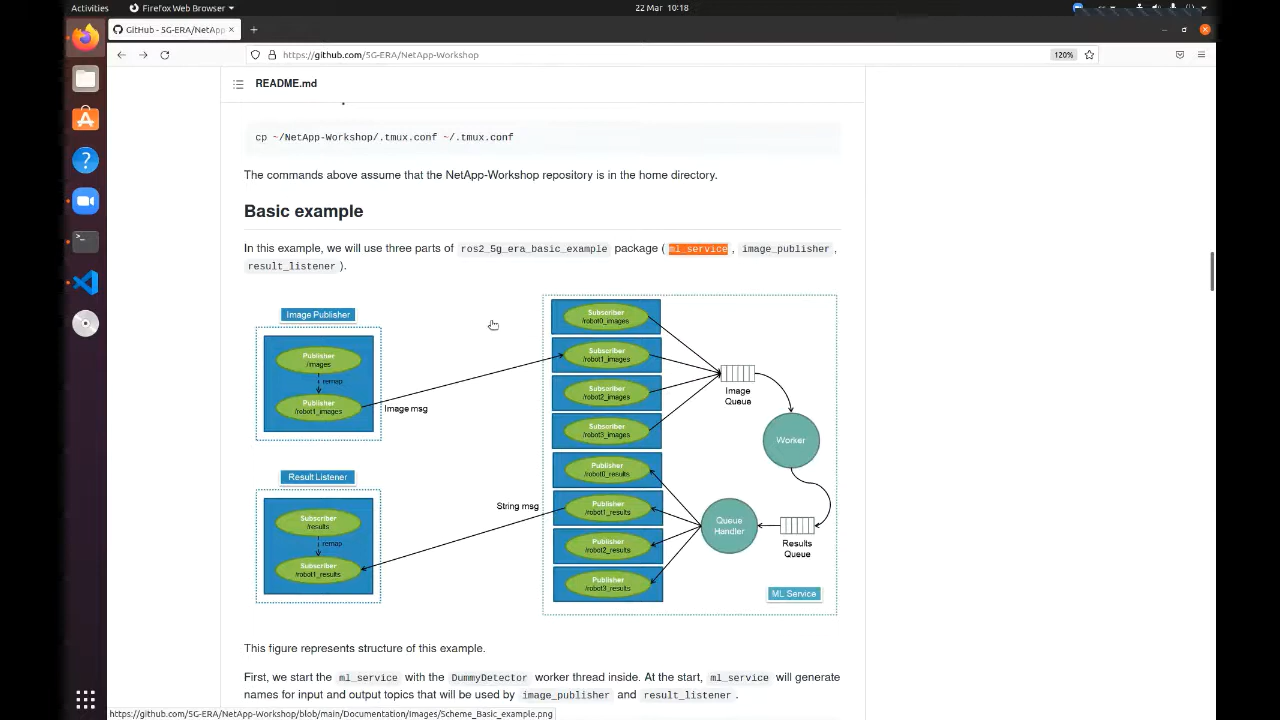 Activities
Firefox Web Browser
22 Mar 10:18
GitHub - 5G-ERA/NetApp
https://github.com/5G-ERA/NetApp-Workshop
120%
README.md
cp ~/NetApp-Workshop/.tmux.conf ~/.tmux.conf
The commands above assume that the NetApp-Workshop repository is in the home directory.
Basic example
In this example, we will use three parts of ros2_5g_era_basic_example package ( ml_service , image_publisher ,
result_listener ).
Image Publisher
Publisher
/images
remap
Publisher
/robot1_images
Image msg
Result Listener
Subscriber
/results
remap
Subscriber
/robot1_results
String msg
Subscriber
/robot0_images
Subscriber
/robot1_images
Subscriber
/robot2_images
Subscriber
/robot3_images
Publisher
/robot0_results
Publisher
/robot1_results
Publisher
/robot2_results
Publisher
/robot3_results
Image
Queue
Worker
Queue
Handler
Results
Queue
ML Service
This figure represents structure of this example.
First, we start the ml_service with the DummyDetector worker thread inside. At the start, ml_service will generate
names for input and output topics that will be used by image_publisher and result_listener .
https://github.com/5G-ERA/NetApp-Workshop/blob/main/Documentation/Images/Scheme_Basic_example.png